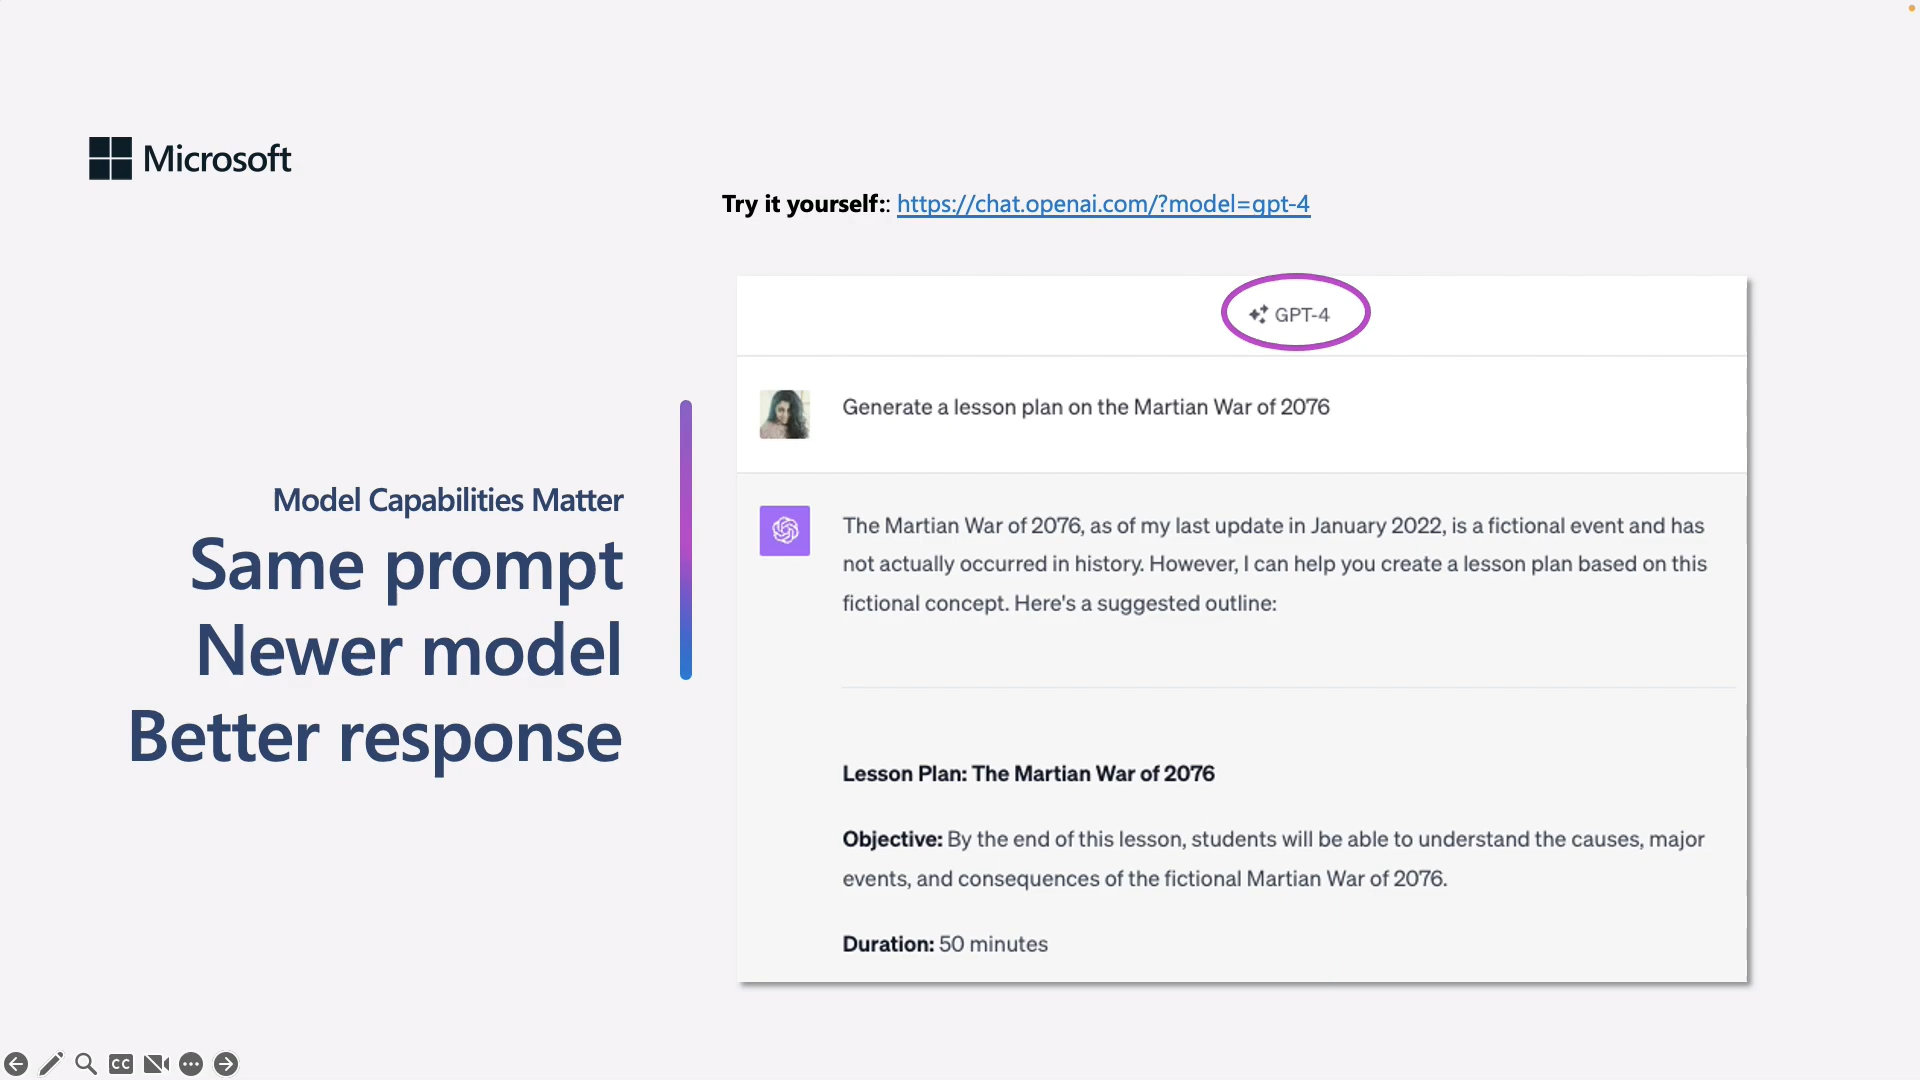 Microsoft
Try it yourself:: https://chat.openai.com/?model=gpt-4
Model Capabilities Matter
Same prompt
Newer model
Better response
GPT-4
Generate a lesson plan on the Martian War of 2076
The Martian War of 2076, as of my last update in January 2022, is a fictional event and has
not actually occurred in history. However, I can help you create a lesson plan based on this
fictional concept. Here's a suggested outline:
Lesson Plan: The Martian War of 2076
Objective: By the end of this lesson, students will be able to understand the causes, major
events, and consequences of the fictional Martian War of 2076.
Duration: 50 minutes
CC